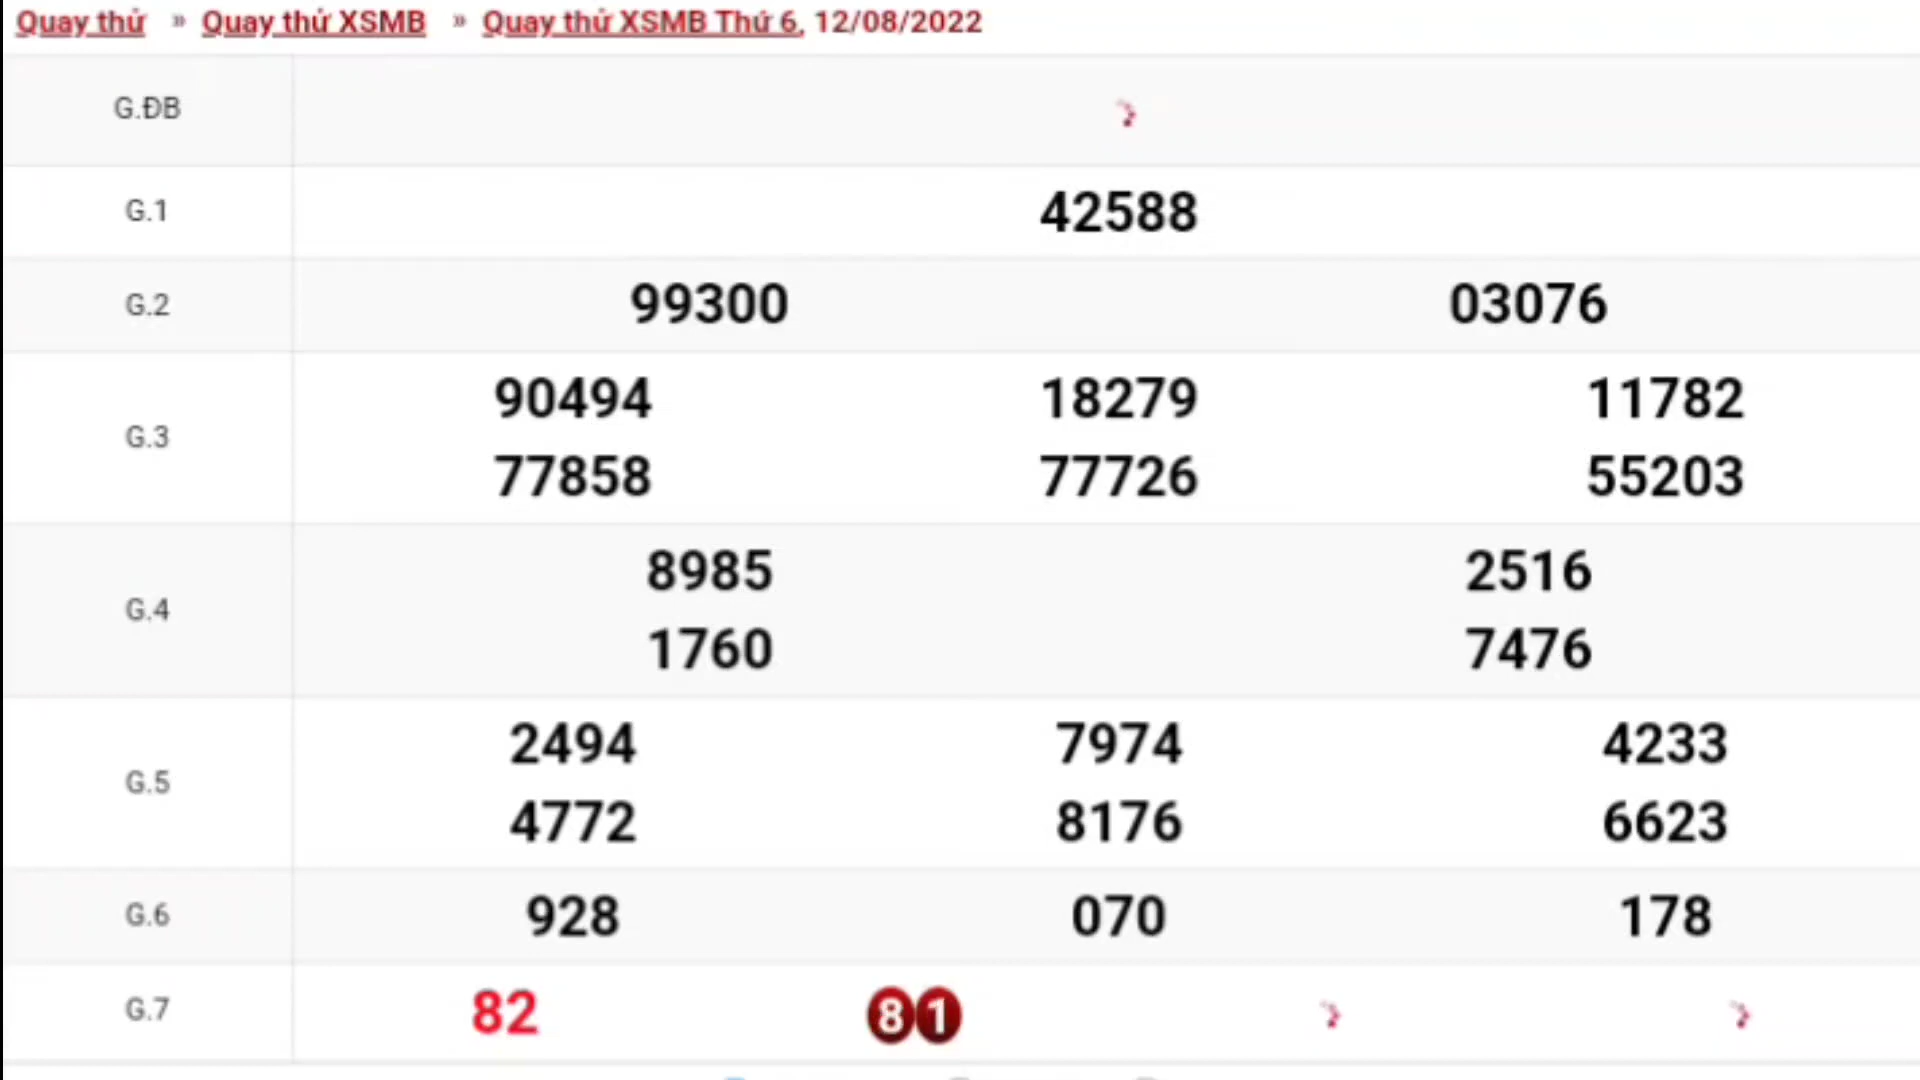 Quay thử » Quay thử XSMB » Quay thử XSMB Thứ 6, 12/08/2022
G.ĐB
G.1 42588
G.2 99300 03076
G.3 90494 18279 11782
77858 77726 55203
G.4 8985 2516
1760 7476
G.5 2494 7974 4233
4772 8176 6623
G.6 928 070 178
G.7 82 81